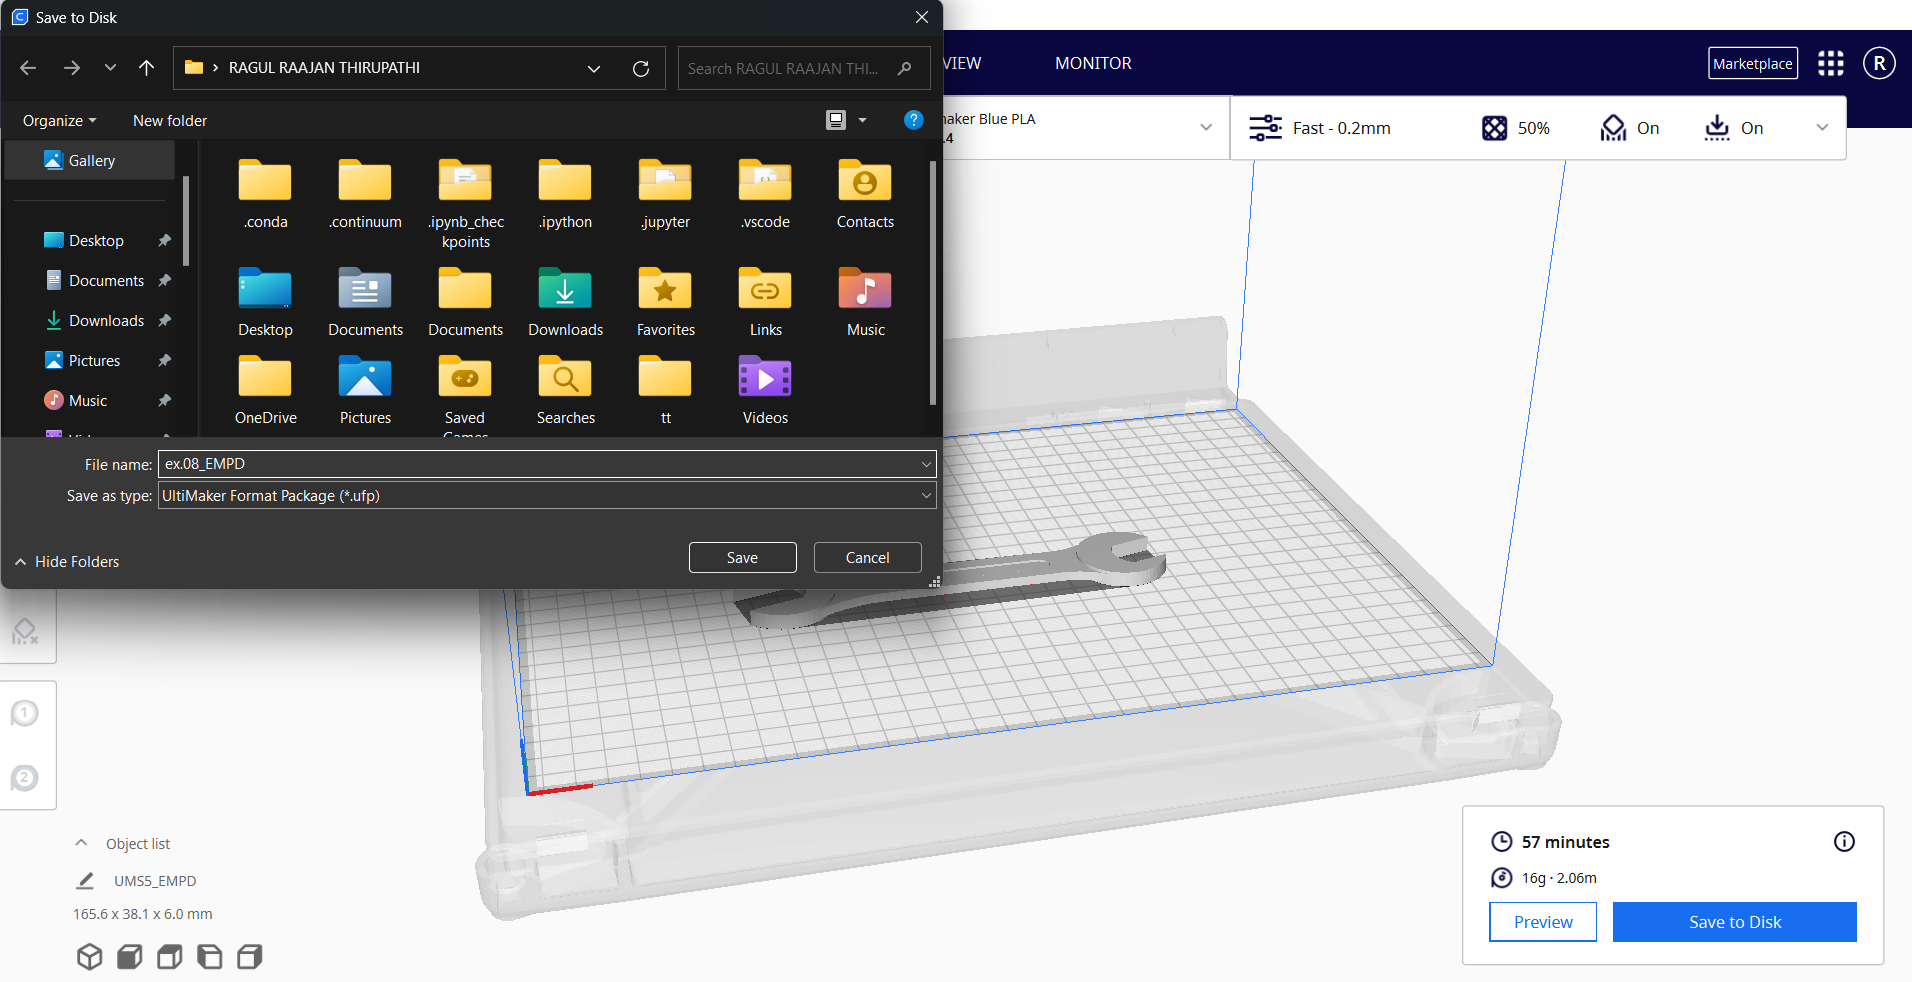 Save to Disk
RAGUL RAAJAN THIRUPATHI
Search RAGUL RAAJAN THI...
Organize
New folder
Gallery
Desktop
Documents
Downloads
Pictures
Music
.conda
.continuum
.ipynb_chec
kpoints
.ipython
.jupyter
.vscode
Contacts
Desktop
Documents
Documents
Downloads
Favorites
Links
Music
OneDrive
Pictures
Saved
Searches
tt
Videos
File name: ex.08_EMPD
Save as type: UltiMaker Format Package (*.ufp)
Hide Folders
Save
Cancel
VIEW
MONITOR
Marketplace
R
aker Blue PLA
.4
Fast - 0.2mm
50%
On
On
1
2
Object list
UMS5_EMPD
165.6 x 38.1 x 6.0 mm
57 minutes
16g · 2.06m
Preview
Save to Disk